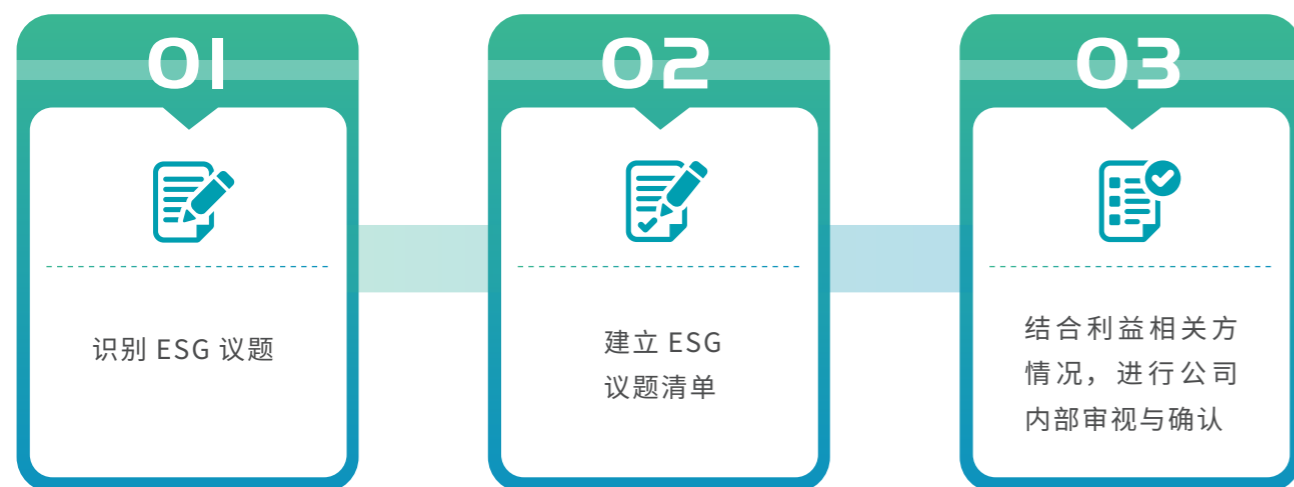 01
识别 ESG 议题
02
建立 ESG
议题清单
03
结合利益相关方
情况，进行公司
内部审视与确认